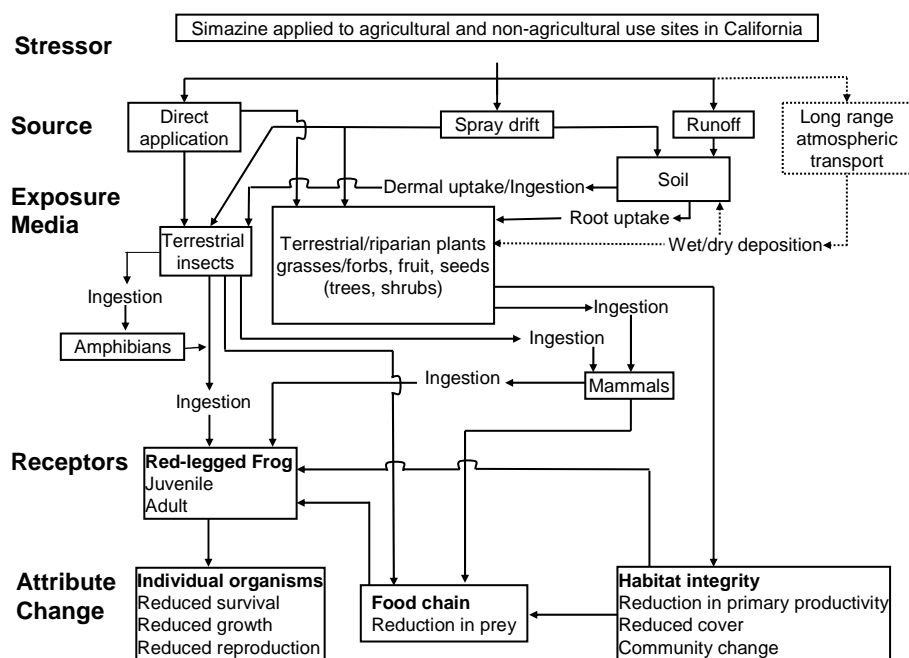 Simazine applied to agricultural and non-agricultural use sites in California
Stressor
Source
Direct
application
Spray drift
Runoff
Long range
atmospheric
transport
Exposure
Media
Dermal uptake/Ingestion
Soil
Root uptake
Wet/dry deposition
Terrestrial
insects
Terrestrial/riparian plants
grasses/forbs, fruit, seeds
(trees, shrubs)
Ingestion
Ingestion
Ingestion
Amphibians
Ingestion
Mammals
Ingestion
Receptors
Red-legged Frog
Juvenile
Adult
Attribute
Change
Individual organisms
Reduced survival
Reduced growth
Reduced reproduction
Food chain
Reduction in prey
Habitat integrity
Reduction in primary productivity
Reduced cover
Community change